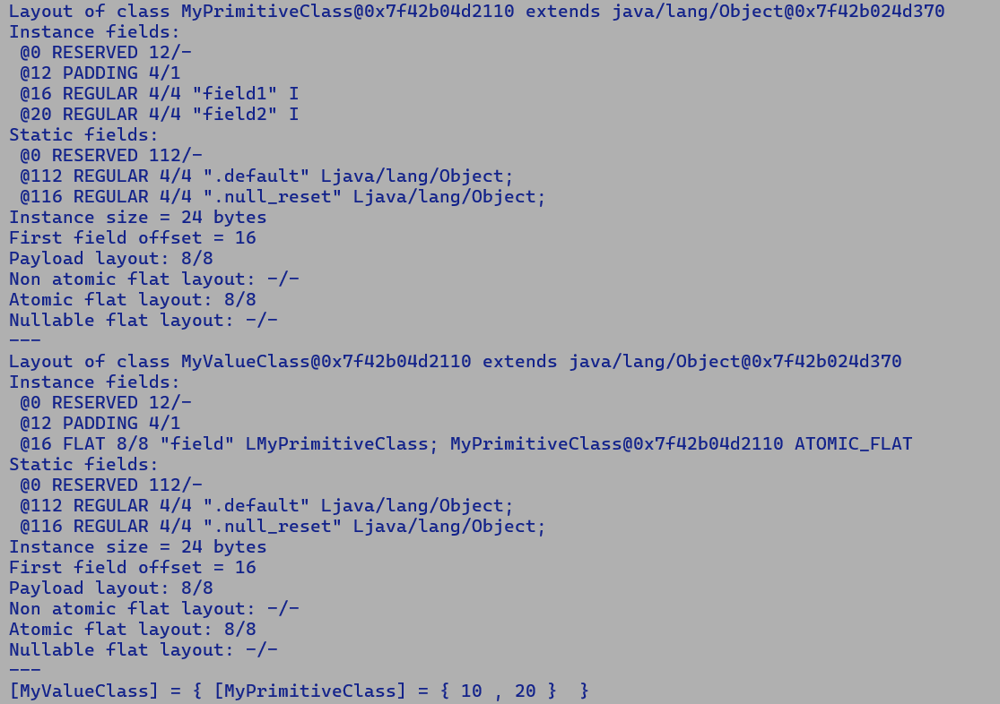 Layout of class MyPrimitiveClass@0x7f42b04d2110 extends java/lang/Object@0x7f42b024d370
Instance fields:
 @0 RESERVED 12/-
 @12 PADDING 4/1
 @16 REGULAR 4/4 "field1" I
 @20 REGULAR 4/4 "field2" I
Static fields:
 @0 RESERVED 112/-
 @112 REGULAR 4/4 ".default" Ljava/lang/Object;
 @116 REGULAR 4/4 ".null_reset" Ljava/lang/Object;
Instance size = 24 bytes
First field offset = 16
Payload layout: 8/8
Non atomic flat layout: -/-
Atomic flat layout: 8/8
Nullable flat layout: -/-
---
Layout of class MyValueClass@0x7f42b04d2110 extends java/lang/Object@0x7f42b024d370
Instance fields:
 @0 RESERVED 12/-
 @12 PADDING 4/1
 @16 FLAT 8/8 "field" LMyPrimitiveClass; MyPrimitiveClass@0x7f42b04d2110 ATOMIC_FLAT
Static fields:
 @0 RESERVED 112/-
 @112 REGULAR 4/4 ".default" Ljava/lang/Object;
 @116 REGULAR 4/4 ".null_reset" Ljava/lang/Object;
Instance size = 24 bytes
First field offset = 16
Payload layout: 8/8
Non atomic flat layout: -/-
Atomic flat layout: 8/8
Nullable flat layout: -/-
---
[MyValueClass] = { [MyPrimitiveClass] = { 10 , 20 }  }